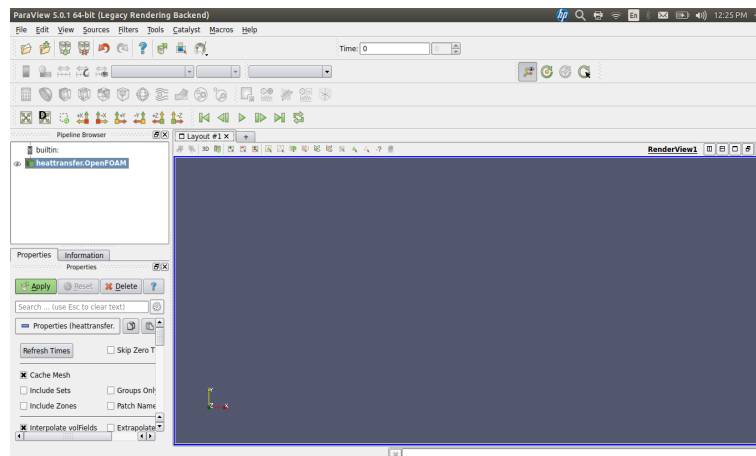 ParaView 5.0.1 64-bit (Legacy Rendering Backend)
hp En 12:25 PM
File Edit View Sources Filters Tools Catalyst Macros Help
Time: 0 0
Pipeline Browser
Layout #1 × +
builtin:
3D
RenderView1
heattransfer.OpenFOAM
Properties Information
Properties
Apply Reset Delete ?
Search ... (use Esc to clear text)
Properties (heattransfer.
Refresh Times Skip Zero T
Cache Mesh
Include Sets Groups Only
Include Zones Patch Name
Interpolate volFields Extrapolate
Y
Z X